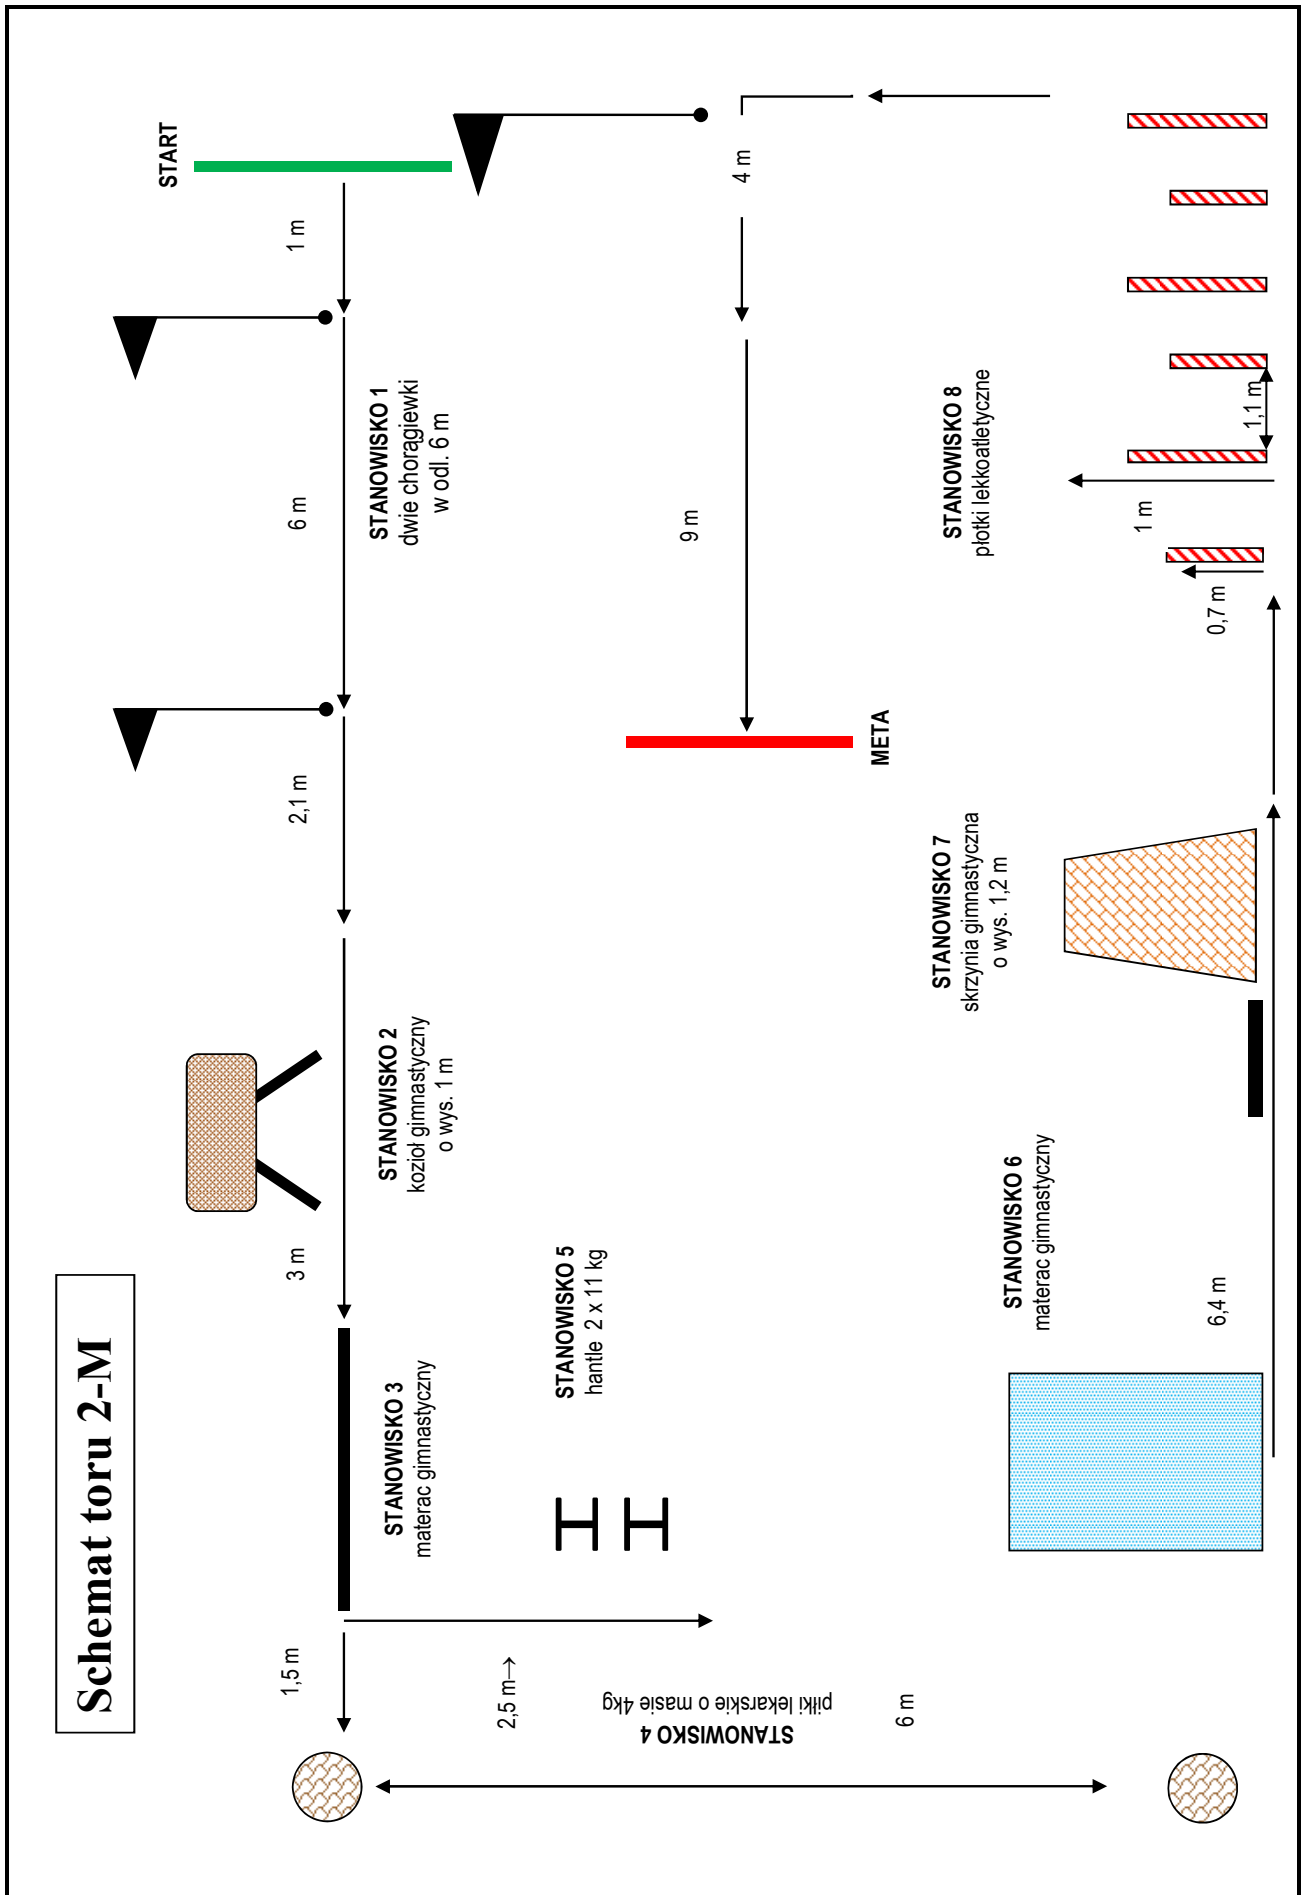 Schemat toru 2-M
START
1 m
6 m
STANOWISKO 1
dwie chorągiewki
w odl. 6 m
2,1 m
STANOWISKO 2
kozioł gimnastyczny
o wys. 1 m
3 m
STANOWISKO 3
materac gimnastyczny
1,5 m
2,5 m→
STANOWISKO 4
piłki lekarskie o masie 4kg
6 m
STANOWISKO 5
hantle 2 x 11 kg
STANOWISKO 6
materac gimnastyczny
6,4 m
STANOWISKO 7
skrzynia gimnastyczna
o wys. 1,2 m
STANOWISKO 8
płotki lekkoatletyczne
0,7 m
1 m
1,1 m
4 m
9 m
META